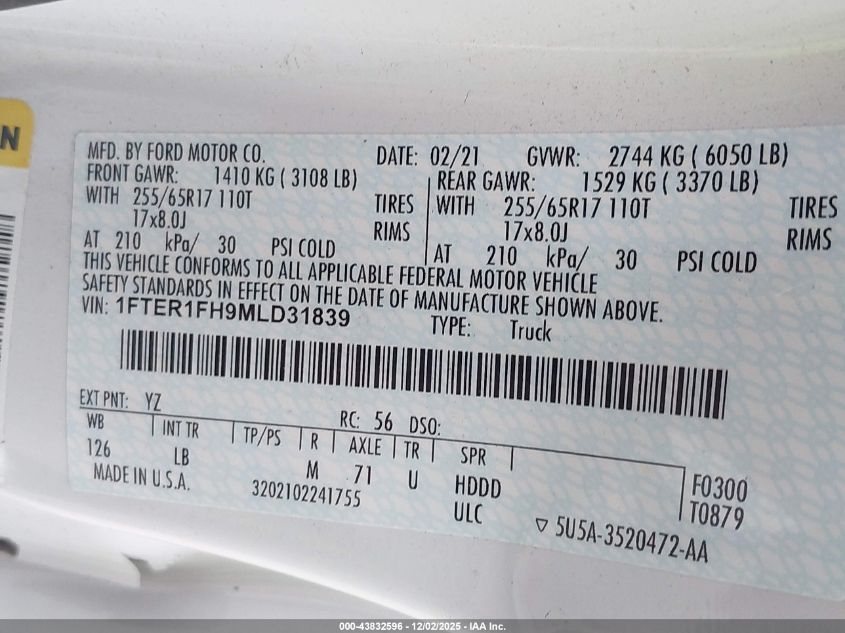 N
MFD. BY FORD MOTOR CO. DATE: 02/21 GVWR: 2744 KG ( 6050 LB)
FRONT GAWR: 1410 KG ( 3108 LB) REAR GAWR: 1529 KG ( 3370 LB)
WITH 255/65R17 110T TIRES WITH 255/65R17 110T TIRES
17x8.0J RIMS 17x8.0J RIMS
AT 210 kPa/ 30 PSI COLD AT 210 kPa/ 30 PSI COLD
THIS VEHICLE CONFORMS TO ALL APPLICABLE FEDERAL MOTOR VEHICLE
SAFETY STANDARDS IN EFFECT ON THE DATE OF MANUFACTURE SHOWN ABOVE.
VIN: 1FTER1FH9MLD31839 TYPE: Truck
EXT PNT: YZ RC: 56 DSO:
WB INT TR TP/PS R AXLE TR SPR
126 LB M 71 U HDDD F0300
MADE IN U.S.A. 3202102241755 ULC T0879
5U5A-3520472-AA
000-43832596 - 12/02/2025 - IAA Inc.